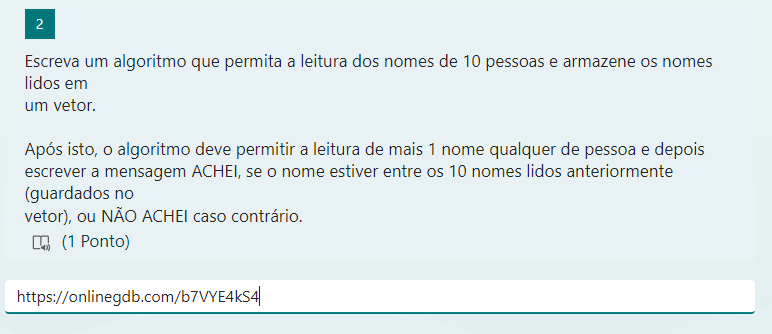 2
Escreva um algoritmo que permita a leitura dos nomes de 10 pessoas e armazene os nomes
lidos em
um vetor.
Após isto, o algoritmo deve permitir a leitura de mais 1 nome qualquer de pessoa e depois
escrever a mensagem ACHEI, se o nome estiver entre os 10 nomes lidos anteriormente
(guardados no
vetor), ou NÃO ACHEI caso contrário.
(1 Ponto)
https://onlinegdb.com/b7VYE4kS4